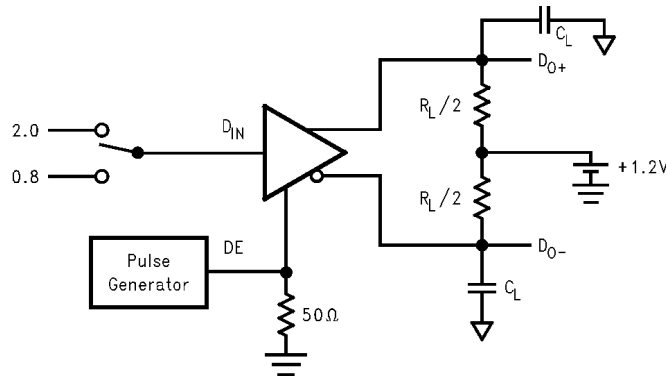 C_L
D_O+
2.0
D_IN
R_L/2
0.8
+1.2V
R_L/2
DE
D_O-
Pulse
Generator
50Ω
C_L